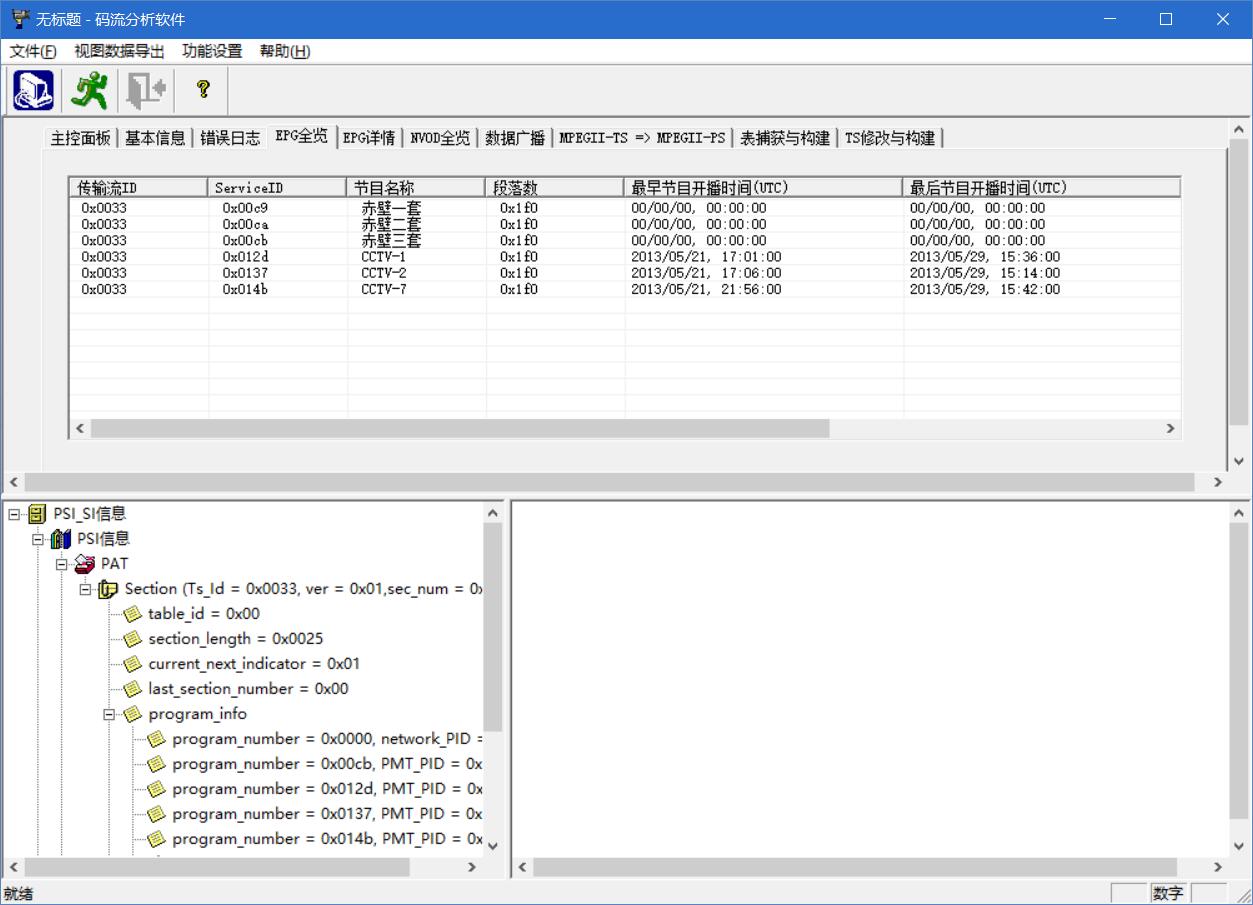 无标题 - 码流分析软件
文件(F) 视图数据导出 功能设置 帮助(H)
主控面板 基本信息 错误日志 EPG全览 EPG详情 NVOD全览 数据广播 MPEGII-TS => MPEGII-PS 表捕获与构建 TS修改与构建
传输流ID ServiceID 节目名称 段落数 最早节目开播时间(UTC) 最后节目开播时间(UTC)
0x0033 0x00c9 赤壁一套 0x1f0 00/00/00, 00:00:00 00/00/00, 00:00:00
0x0033 0x00ca 赤壁二套 0x1f0 00/00/00, 00:00:00 00/00/00, 00:00:00
0x0033 0x00cb 赤壁三套 0x1f0 00/00/00, 00:00:00 00/00/00, 00:00:00
0x0033 0x012d CCTV-1 0x1f0 2013/05/21, 17:01:00 2013/05/29, 15:36:00
0x0033 0x0137 CCTV-2 0x1f0 2013/05/21, 17:06:00 2013/05/29, 15:14:00
0x0033 0x014b CCTV-7 0x1f0 2013/05/21, 21:56:00 2013/05/29, 15:42:00
PSI_SI信息
PSI信息
PAT
Section (Ts_Id = 0x0033, ver = 0x01,sec_num = 0x
table_id = 0x00
section_length = 0x0025
current_next_indicator = 0x01
last_section_number = 0x00
program_info
program_number = 0x0000, network_PID =
program_number = 0x00cb, PMT_PID = 0x
program_number = 0x012d, PMT_PID = 0x
program_number = 0x0137, PMT_PID = 0x
program_number = 0x014b, PMT_PID = 0x
就绪 数字